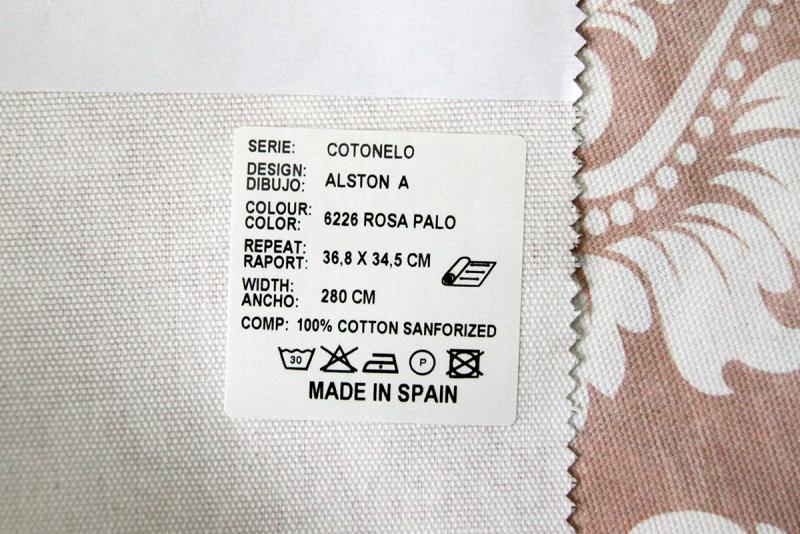 SERIE: COTONELO
DESIGN:
DIBUJO: ALSTON A
COLOUR:
COLOR: 6226 ROSA PALO
REPEAT:
RAPORT: 36,8 X 34,5 CM
WIDTH:
ANCHO: 280 CM
COMP: 100% COTTON SANFORIZED
30 P
MADE IN SPAIN